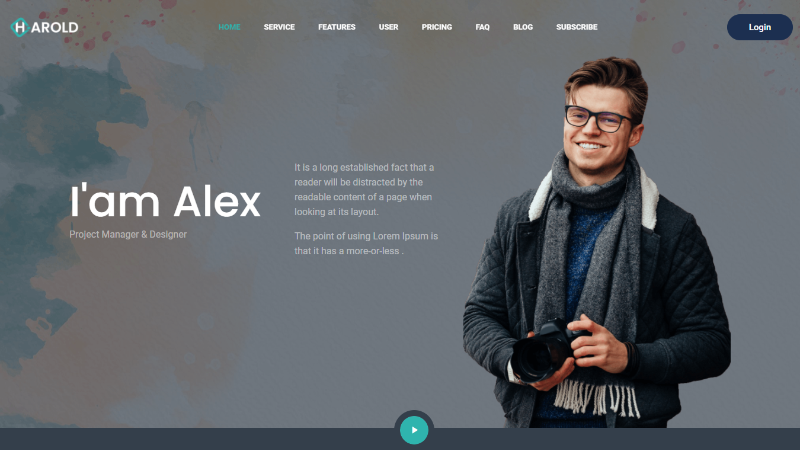 H AROLD
HOME SERVICE FEATURES USER PRICING FAQ BLOG SUBSCRIBE
Login
I'am Alex
Project Manager & Designer
It is a long established fact that a
reader will be distracted by the
readable content of a page when
looking at its layout.
The point of using Lorem Ipsum is
that it has a more-or-less .